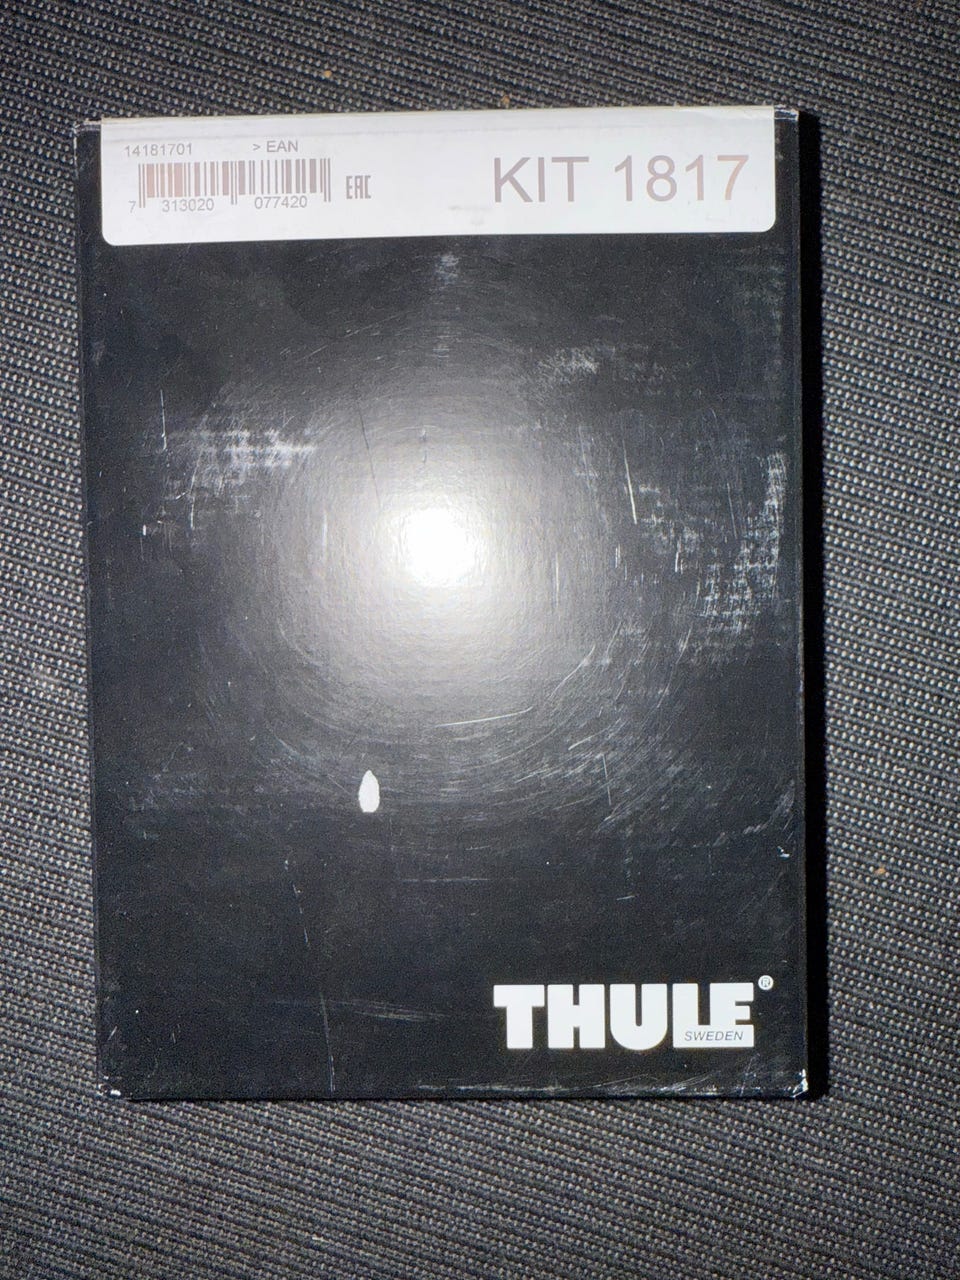 14181701 > EAN
7 313020 077420
EAC
KIT 1817
THULE®
SWEDEN